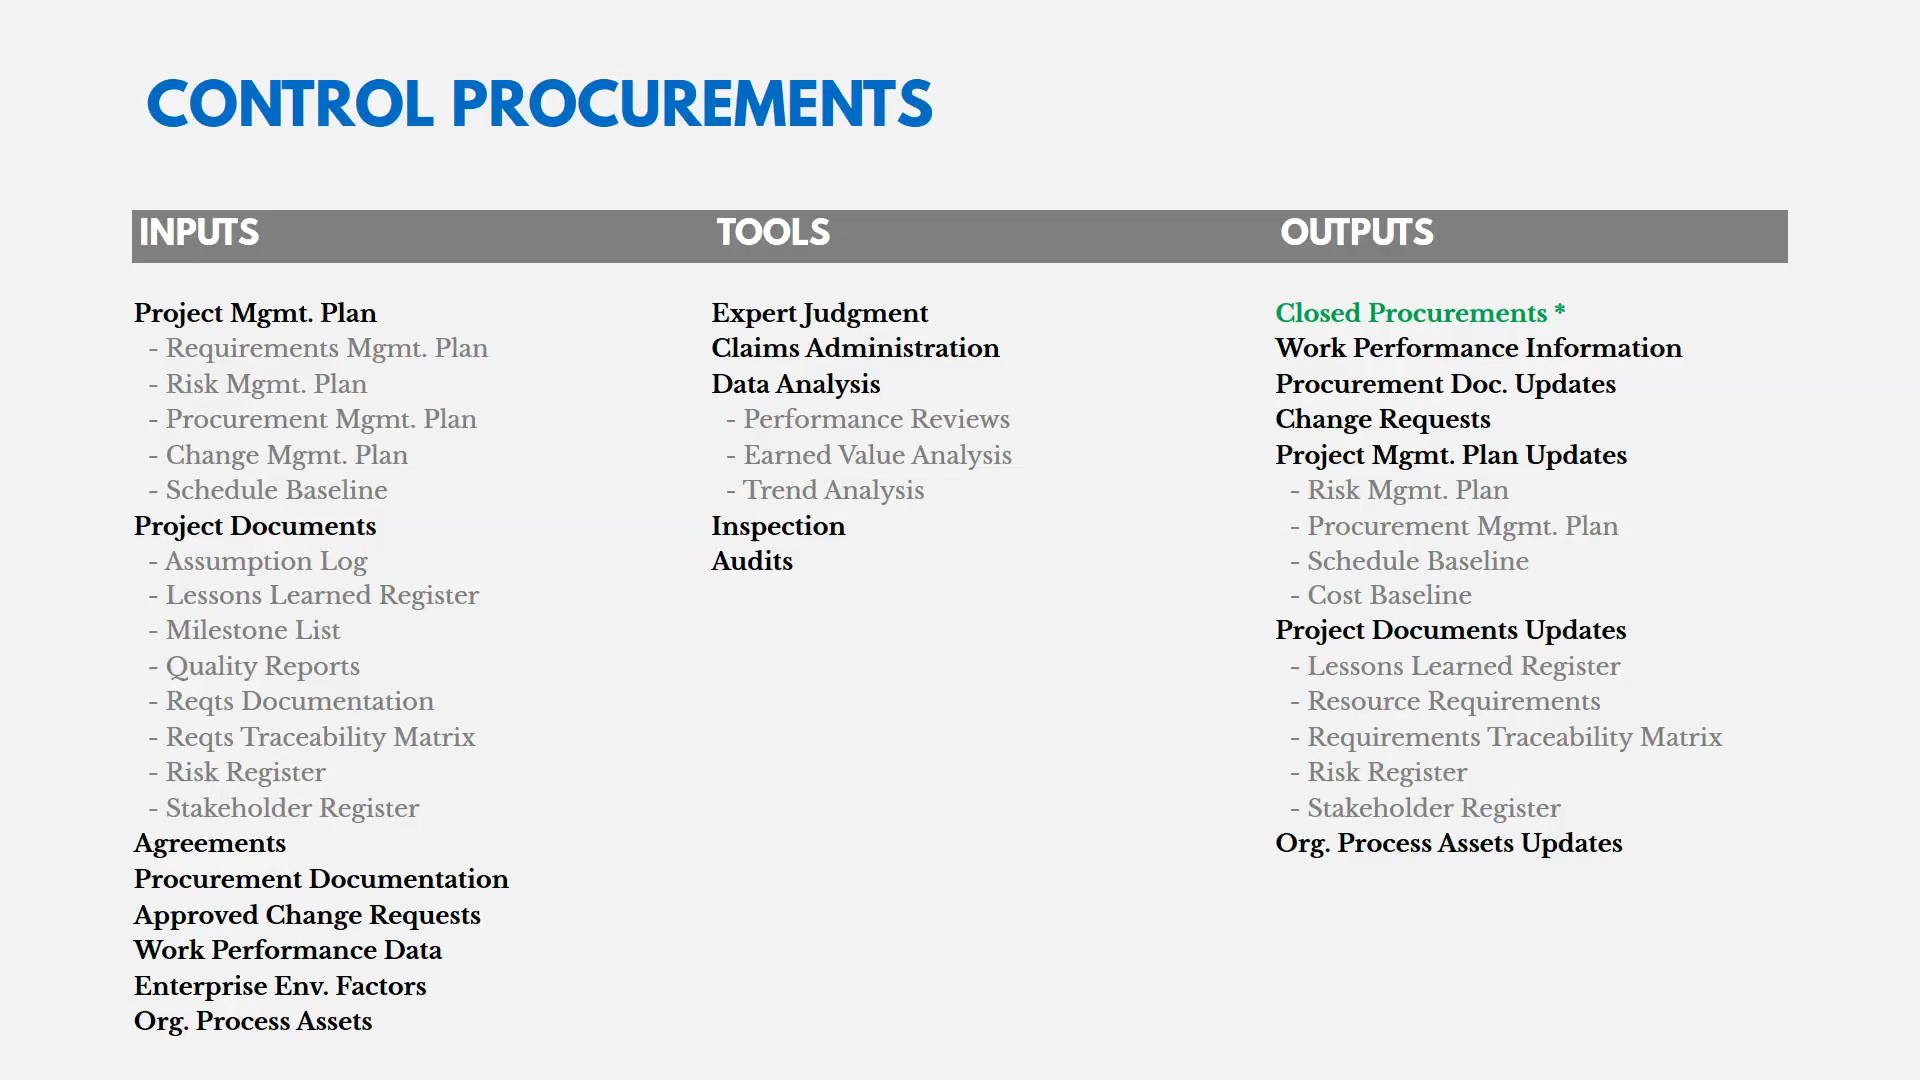 CONTROL PROCUREMENTS
INPUTS
Project Mgmt. Plan
- Requirements Mgmt. Plan
- Risk Mgmt. Plan
- Procurement Mgmt. Plan
- Change Mgmt. Plan
- Schedule Baseline
Project Documents
- Assumption Log
- Lessons Learned Register
- Milestone List
- Quality Reports
- Reqts Documentation
- Reqts Traceability Matrix
- Risk Register
- Stakeholder Register
Agreements
Procurement Documentation
Approved Change Requests
Work Performance Data
Enterprise Env. Factors
Org. Process Assets
TOOLS
Expert Judgment
Claims Administration
Data Analysis
- Performance Reviews
- Earned Value Analysis
- Trend Analysis
Inspection
Audits
OUTPUTS
Closed Procurements *
Work Performance Information
Procurement Doc. Updates
Change Requests
Project Mgmt. Plan Updates
- Risk Mgmt. Plan
- Procurement Mgmt. Plan
- Schedule Baseline
- Cost Baseline
Project Documents Updates
- Lessons Learned Register
- Resource Requirements
- Requirements Traceability Matrix
- Risk Register
- Stakeholder Register
Org. Process Assets Updates